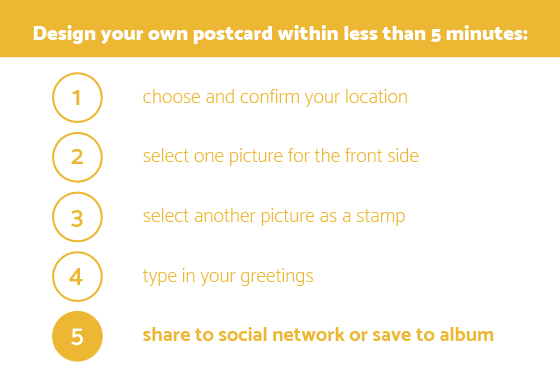 Design your own postcard within less than 5 minutes:
1 choose and confirm your location
2 select one picture for the front side
3 select another picture as a stamp
4 type in your greetings
5 share to social network or save to album